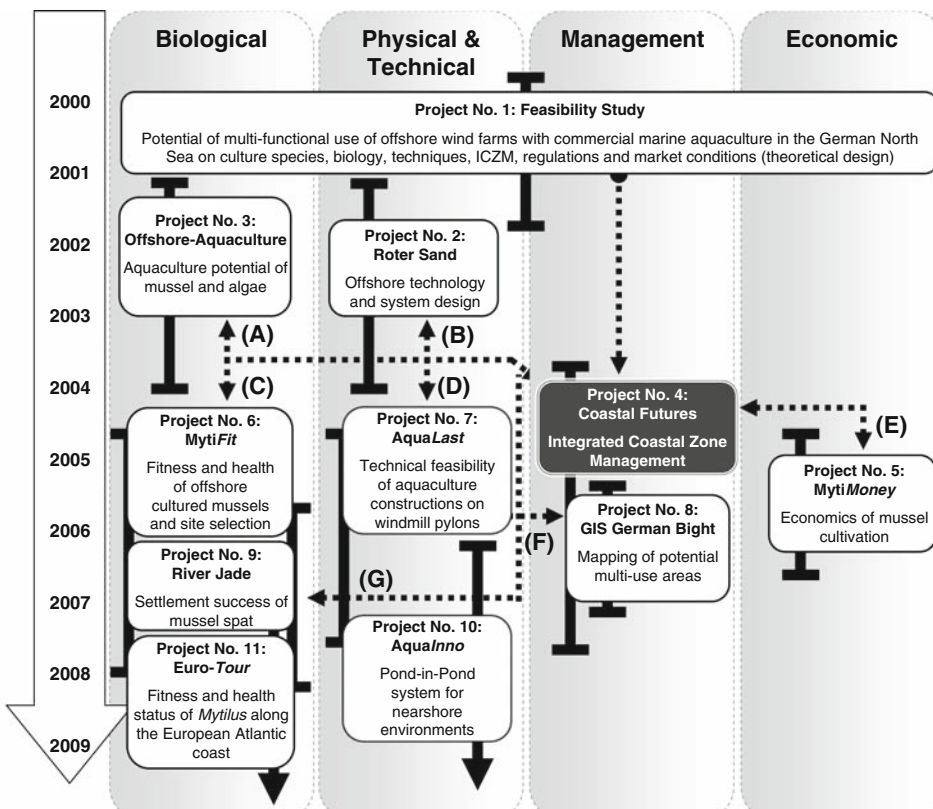 Biological
Physical &
Technical
Management
Economic
2000
Project No. 1: Feasibility Study
Potential of multi-functional use of offshore wind farms with commercial marine aquaculture in the German North
Sea on culture species, biology, techniques, ICZM, regulations and market conditions (theoretical design)
2001
Project No. 3:
Offshore-Aquaculture
Aquaculture potential of
mussel and algae
Project No. 2:
Roter Sand
Offshore technology
and system design
2002
2003
(A)
(B)
(C)
(D)
2004
Project No. 4:
Coastal Futures
Integrated Coastal Zone
Management
(E)
Project No. 6:
MytiFit
Fitness and health
of offshore
cultured mussels
and site selection
Project No. 7:
AquaLast
Technical feasibility
of aquaculture
constructions on
windmill pylons
2005
Project No. 5:
MytiMoney
Economics of mussel
cultivation
2006
Project No. 8:
GIS German Bight
Mapping of potential
multi-use areas
(F)
Project No. 9:
River Jade
Settlement success of
mussel spat
(G)
2007
Project No. 10:
AquaInno
Pond-in-Pond
system for
nearshore
environments
Project No. 11:
Euro-Tour
Fitness and health
status of Mytilus along
the European Atlantic
coast
2008
2009